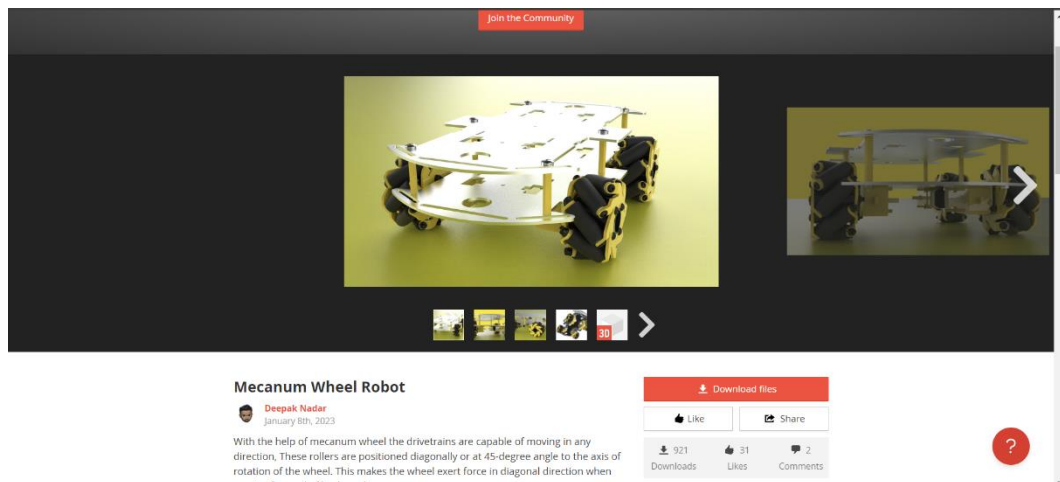 Join the Community
3D
Mecanum Wheel Robot
Deepak Nadar
January 8th, 2023
With the help of mecanum wheel the drivetrains are capable of moving in any
direction, These rollers are positioned diagonally or at 45-degree angle to the axis of
rotation of the wheel. This makes the wheel exert force in diagonal direction when
Download files
Like
Share
921
31
2
Downloads
Likes
Comments
?